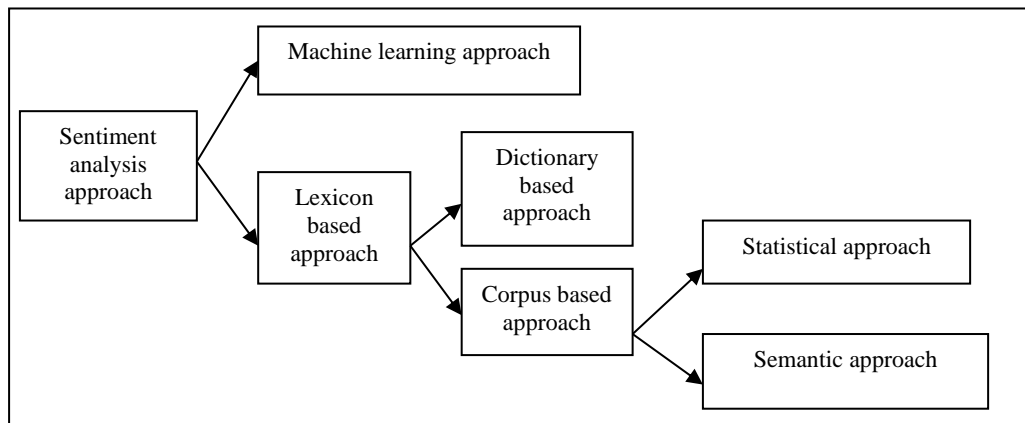 Machine learning approach
Sentiment
analysis
approach
Lexicon
based
approach
Dictionary
based
approach
Corpus based
approach
Statistical approach
Semantic approach